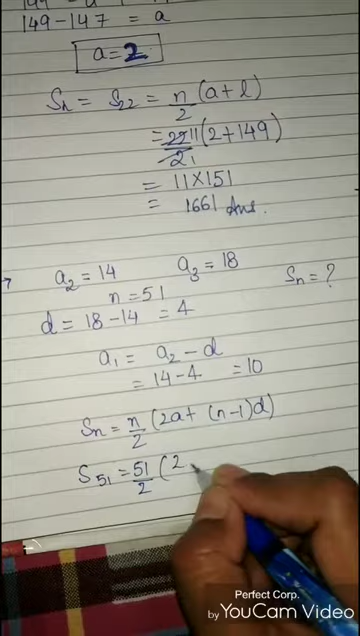 149-147 = a
a=2
Sn = S22 = n/2 (a+l)
= 22 11/2 1 (2+149)
= 11×151
= 1661 Ans.
a2=14 a3=18 Sn=?
n=51
d= 18-14 =4
a1 = a2-d
= 14-4 =10
Sn= n/2 (2a+ (n-1)d)
S51 = 51/2 (2
Perfect Corp.
by YouCam Video